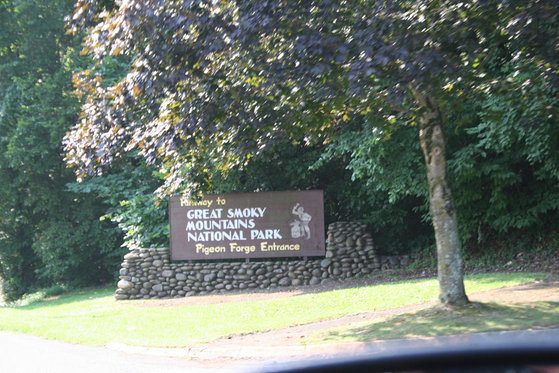 Parkway to
GREAT SMOKY
MOUNTAINS
NATIONAL PARK
Pigeon Forge Entrance